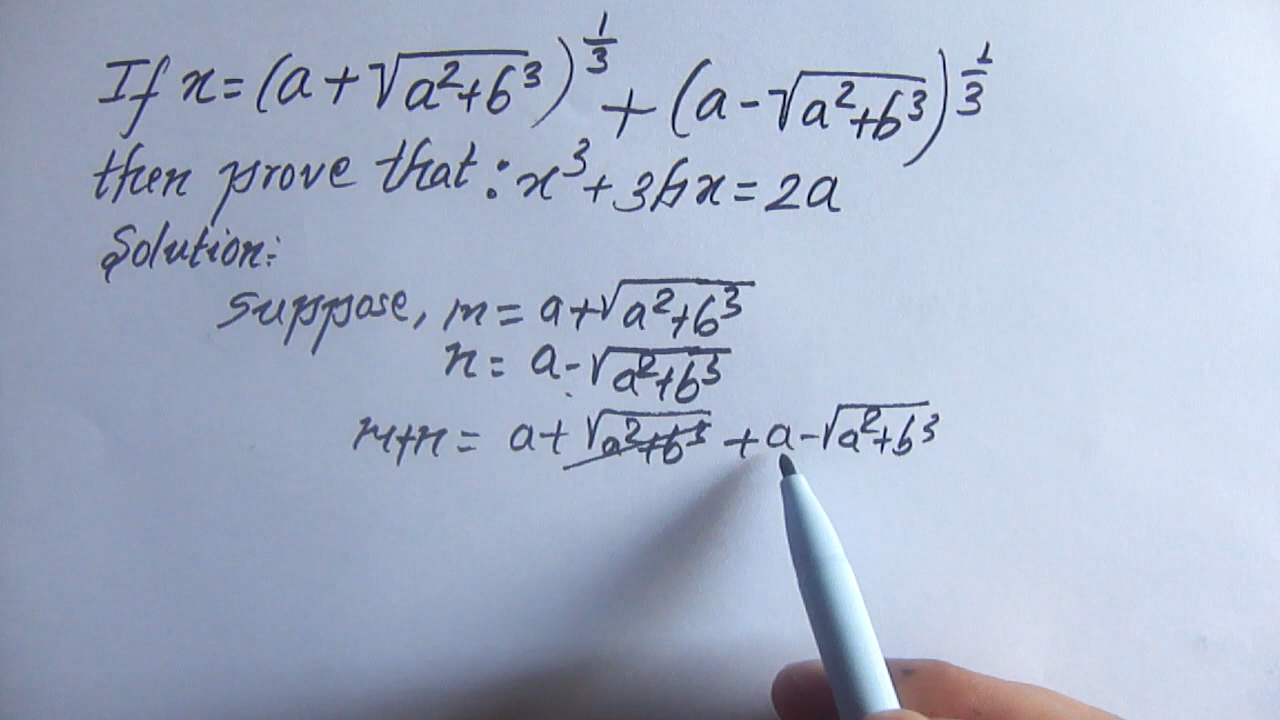 If x = (a + √(a² + b³))^(1/3) + (a - √(a² + b³))^(1/3)
then prove that: x³ + 3bx = 2a
Solution:
suppose, m = a + √(a² + b³)
n = a - √(a² + b³)
m+n = a + √(a² + b³) + a - √(a² + b³)